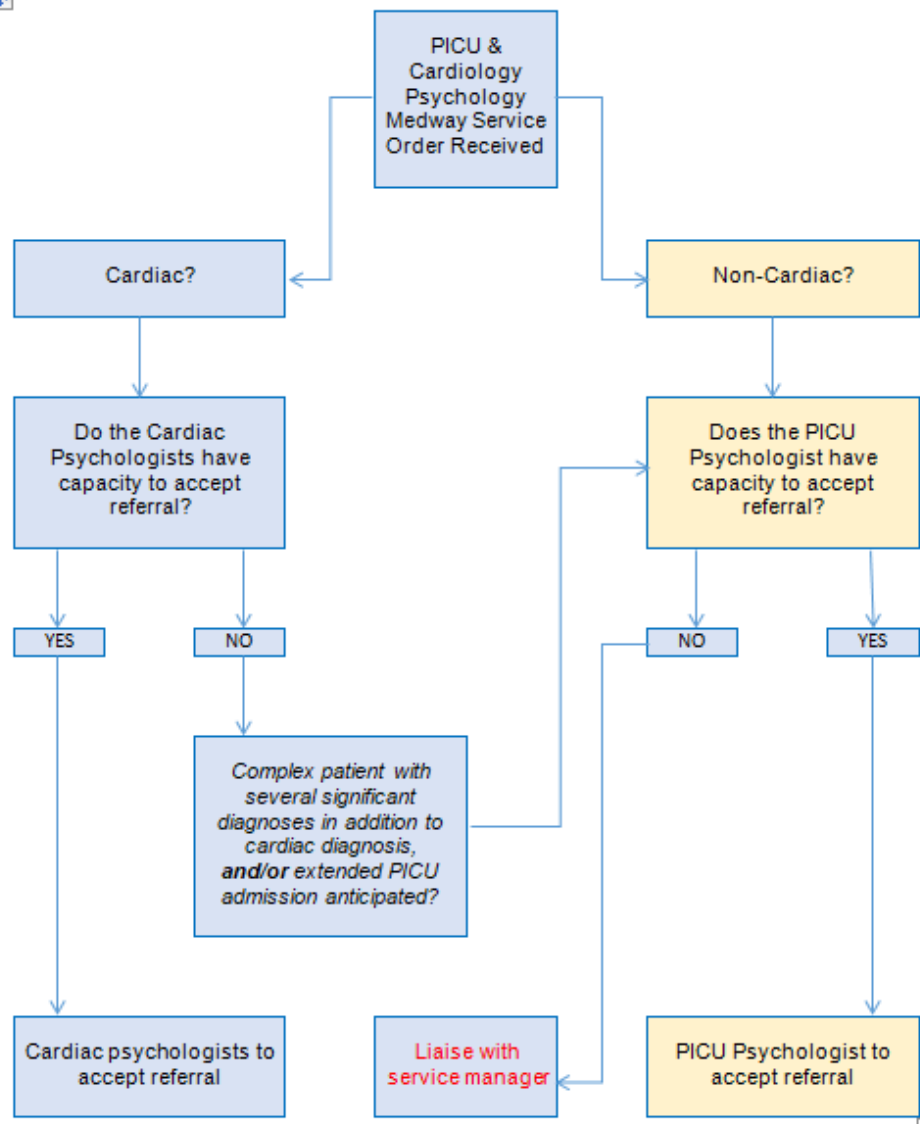 PICU &
Cardiology
Psychology
Medway Service
Order Received
Cardiac?
Non-Cardiac?
Do the Cardiac
Psychologists have
capacity to accept
referral?
Does the PICU
Psychologist have
capacity to accept
referral?
YES
NO
NO
YES
Complex patient with
several significant
diagnoses in addition to
cardiac diagnosis,
and/or extended PICU
admission anticipated?
Cardiac psychologists to
accept referral
Liaise with
service manager
PICU Psychologist to
accept referral